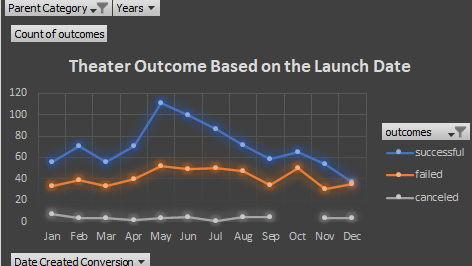 Parent Category Years
Count of outcomes
Theater Outcome Based on the Launch Date
120
100
80
60
40
20
0
Jan Feb Mar Apr May Jun Jul Aug Sep Oct Nov Dec
outcomes
successful
failed
canceled
Date Created Conversion